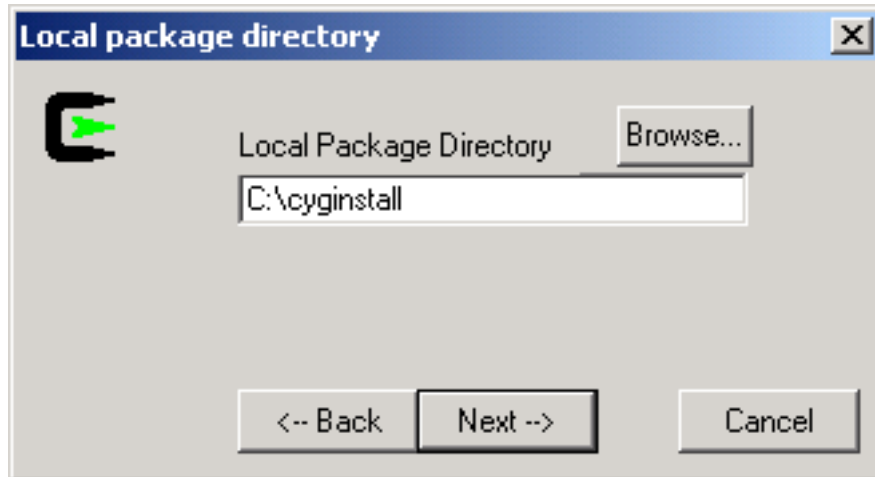 Local package directory
Local Package Directory Browse...
C:\cyginstall
<-- Back Next --> Cancel